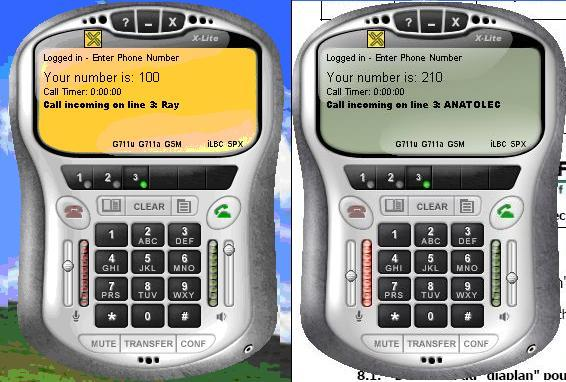 ? _ X
X-Lite
Logged in - Enter Phone Number
Your number is: 100
Call Timer: 0:00:00
Call incoming on line 3: Ray
G711u G711a GSM iLBC SPX
1 2 3
CLEAR
1 2 ABC 3 DEF
4 GHI 5 JKL 6 MNO
7 PRS 8 TUV 9 WXY
* 0 #
MUTE TRANSFER CONF
? _ X
X-Lite
Logged in - Enter Phone Number
Your number is: 210
Call Timer: 0:00:00
Call incoming on line 3: ANATOLEC
G711u G711a GSM iLBC SPX
1 2 3
CLEAR
1 2 ABC 3 DEF
4 GHI 5 JKL 6 MNO
7 PRS 8 TUV 9 WXY
* 0 #
MUTE TRANSFER CONF
8.1. "diaplan" pou